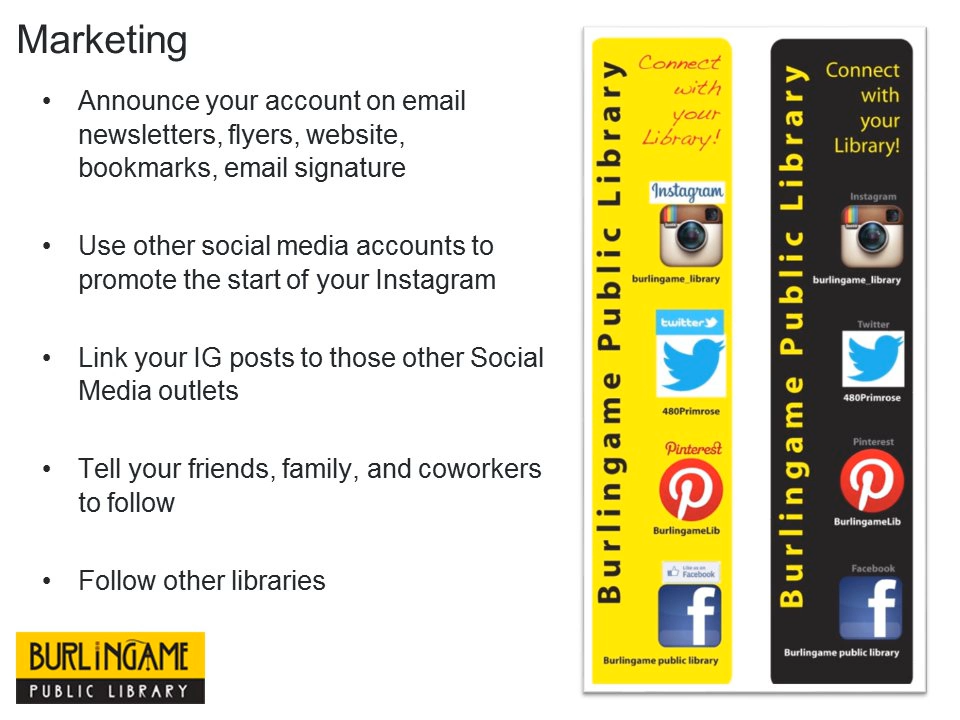 Marketing
• Announce your account on email
newsletters, flyers, website,
bookmarks, email signature
• Use other social media accounts to
promote the start of your Instagram
• Link your IG posts to those other Social
Media outlets
• Tell your friends, family, and coworkers
to follow
• Follow other libraries
BURLINGAME
PUBLIC LIBRARY
Burlingame Public Library
Connect
with
your
Library!
Instagram
burlingame_library
twitter
480Primrose
Pinterest
BurlingameLib
Like us on
Facebook
f
Burlingame public library
Burlingame Public Library
Connect
with
your
Library!
Instagram
burlingame_library
Twitter
480Primrose
Pinterest
BurlingameLib
Facebook
f
Burlingame public library